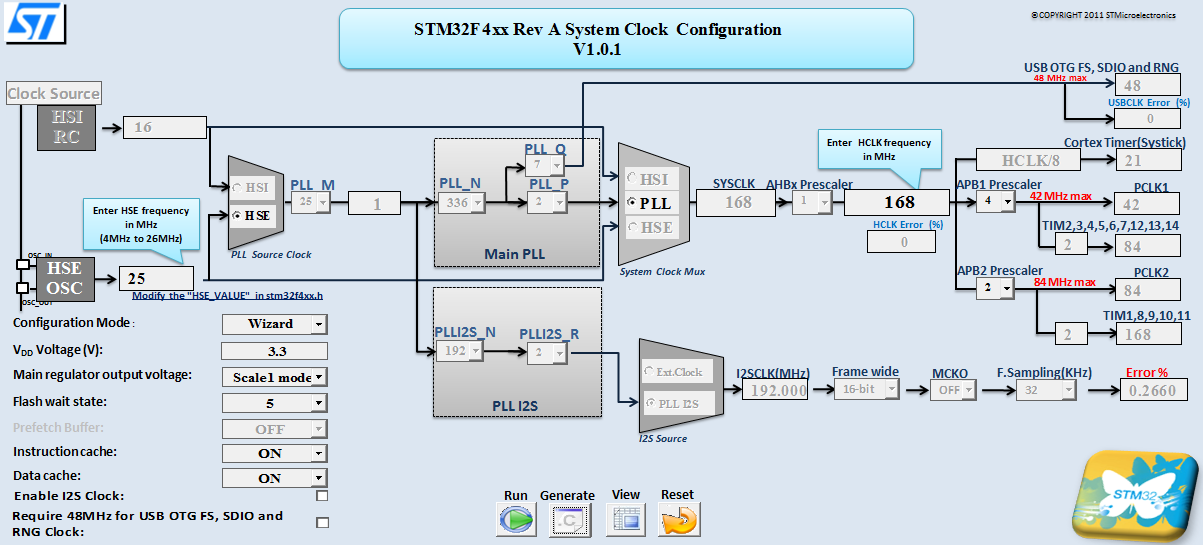 ST
©COPYRIGHT 2011 STMicroelectronics
STM32F4xx Rev A System Clock Configuration
V1.0.1
USB OTG FS, SDIO and RNG
48 MHz max
48
USBCLK Error (%)
0
Clock Source
HSI
RC
16
Cortex Timer(Systick)
HCLK/8
21
Enter HCLK frequency
in MHz
PLL_Q
7
PLL_M
25
1
HSI
HSE
PLL Source Clock
PLL_N
336
PLL_P
2
Main PLL
HSI
PLL
HSE
System Clock Mux
SYSCLK
168
AHBx Prescaler
1
168
HCLK Error (%)
0
APB1 Prescaler
4
42 MHz max
PCLK1
42
TIM2,3,4,5,6,7,12,13,14
2
84
APB2 Prescaler
2
84 MHz max
PCLK2
84
TIM1,8,9,10,11
2
168
Enter HSE frequency
in MHz
(4MHz to 26MHz)
OSC_IN
HSE
OSC
OSC_OUT
25
Modify the "HSE_VALUE" in stm32f4xx.h
PLLI2S_N
192
PLLI2S_R
2
PLL I2S
Ext.Clock
PLL I2S
I2S Source
I2SCLK(MHz)
192.000
Frame wide
16-bit
MCKO
OFF
F.Sampling(KHz)
32
Error %
0.2660
Configuration Mode:
Wizard
VDD Voltage (V):
3.3
Main regulator output voltage:
Scale1 mode
Flash wait state:
5
Prefetch Buffer:
OFF
Instruction cache:
ON
Data cache:
ON
Enable I2S Clock:
Require 48MHz for USB OTG FS, SDIO and
RNG Clock:
Run
Generate
View
Reset
.C
STM32